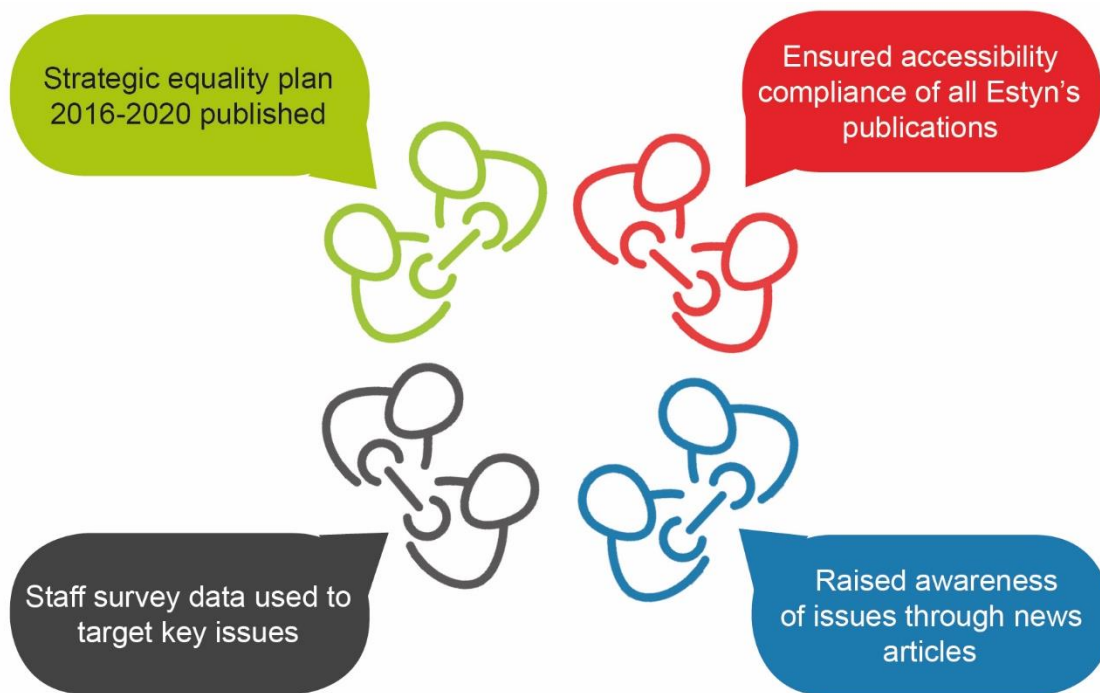 Strategic equality plan
2016-2020 published
Ensured accessibility
compliance of all Estyn’s
publications
Staff survey data used to
target key issues
Raised awareness
of issues through news
articles